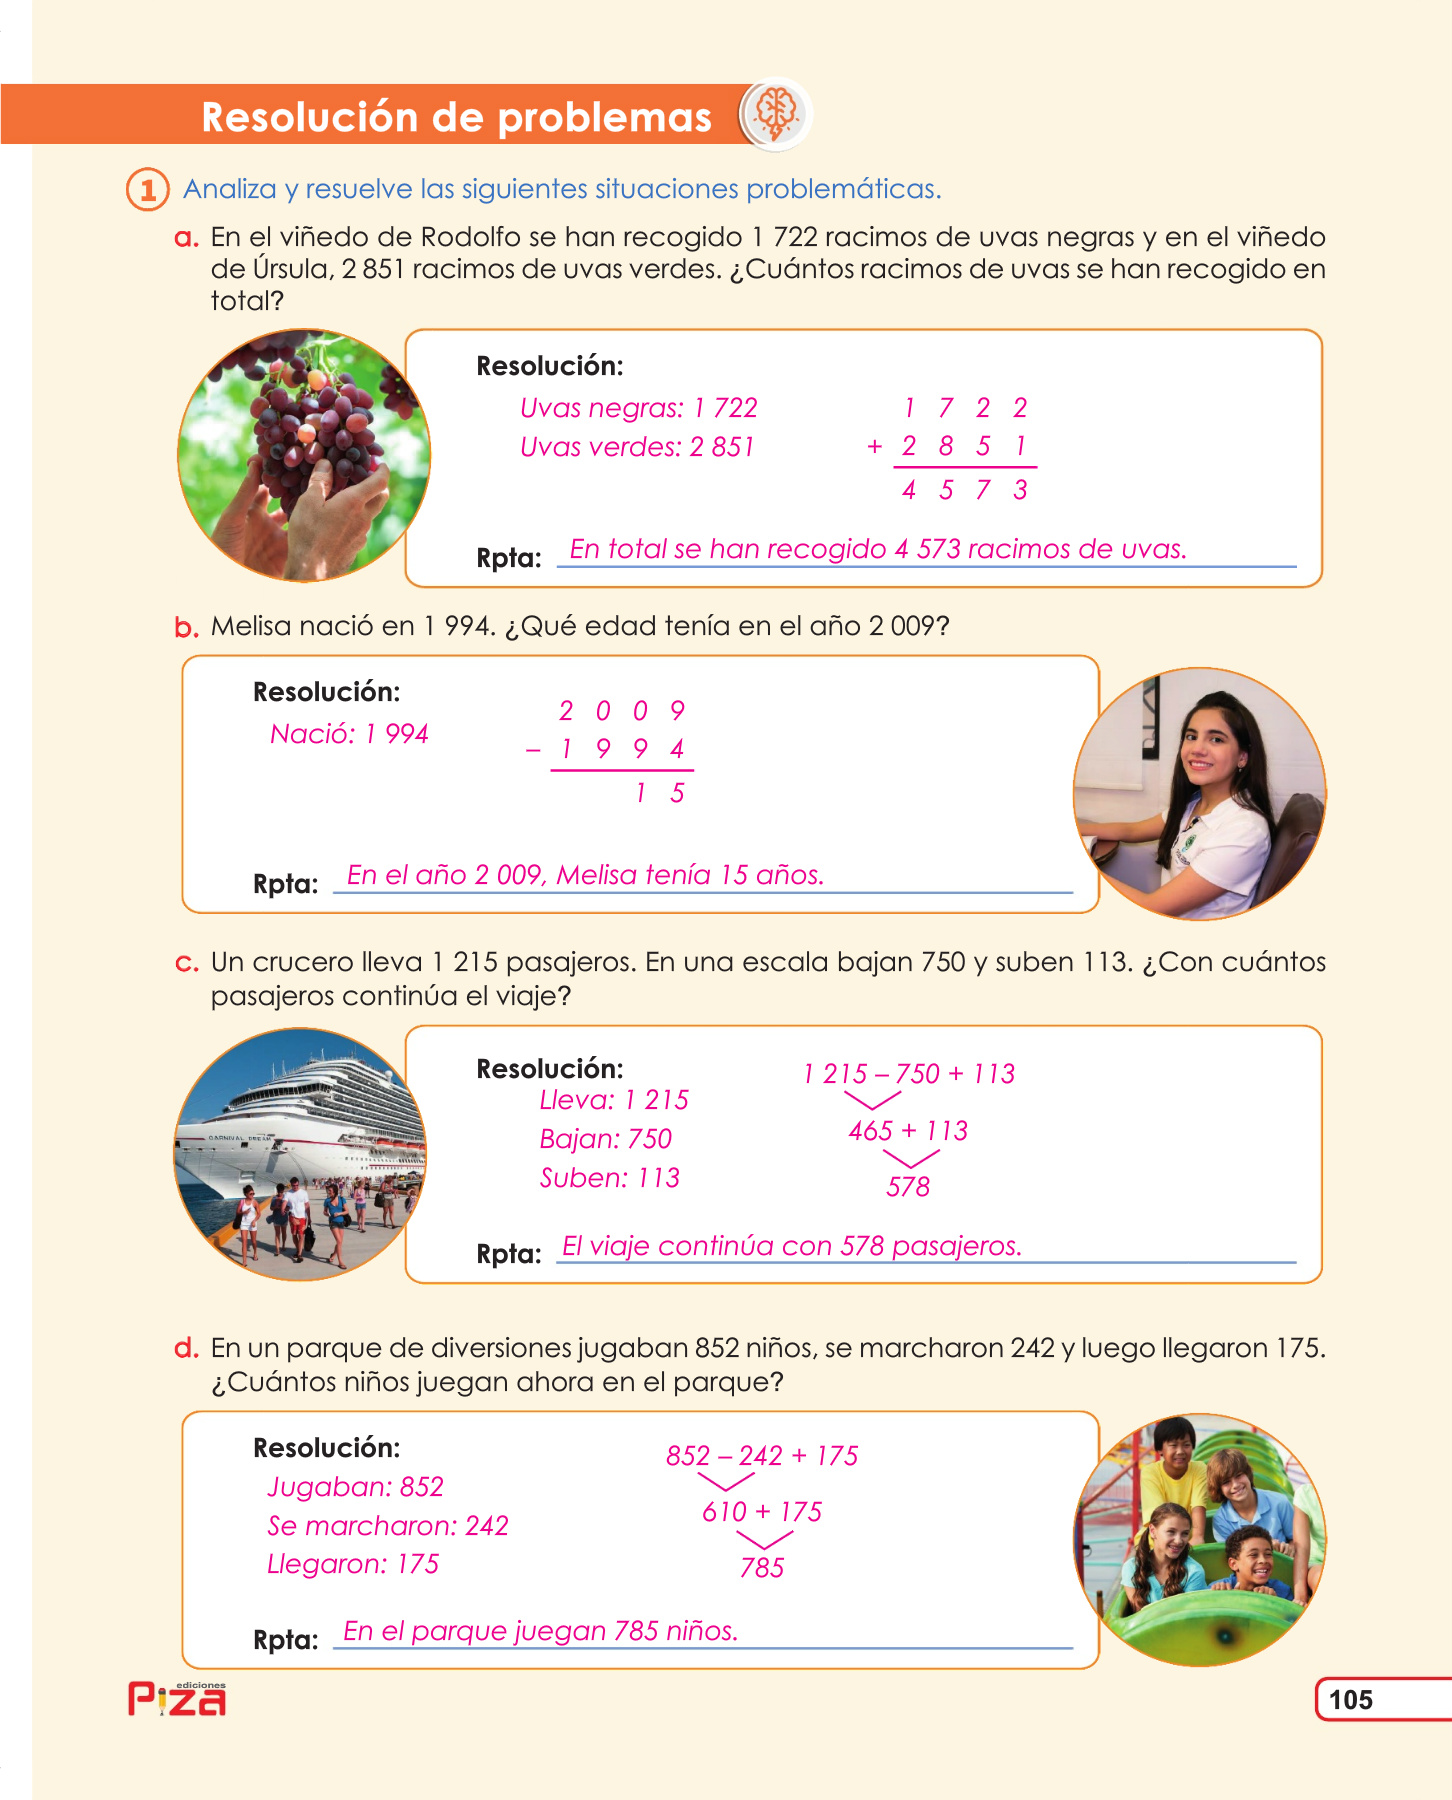 Resolución de problemas
1 Analiza y resuelve las siguientes situaciones problemáticas.
a. En el viñedo de Rodolfo se han recogido 1 722 racimos de uvas negras y en el viñedo
de Úrsula, 2 851 racimos de uvas verdes. ¿Cuántos racimos de uvas se han recogido en
total?
Resolución:
Uvas negras: 1 722
Uvas verdes: 2 851
1 7 2 2
+ 2 8 5 1
4 5 7 3
Rpta: En total se han recogido 4 573 racimos de uvas.
b. Melisa nació en 1 994. ¿Qué edad tenía en el año 2 009?
Resolución:
Nació: 1 994
2 0 0 9
– 1 9 9 4
1 5
Rpta: En el año 2 009, Melisa tenía 15 años.
c. Un crucero lleva 1 215 pasajeros. En una escala bajan 750 y suben 113. ¿Con cuántos
pasajeros continúa el viaje?
CARNIVAL DREAM
Resolución:
Lleva: 1 215
Bajan: 750
Suben: 113
1 215 – 750 + 113
465 + 113
578
Rpta: El viaje continúa con 578 pasajeros.
d. En un parque de diversiones jugaban 852 niños, se marcharon 242 y luego llegaron 175.
¿Cuántos niños juegan ahora en el parque?
Resolución:
Jugaban: 852
Se marcharon: 242
Llegaron: 175
852 – 242 + 175
610 + 175
785
Rpta: En el parque juegan 785 niños.
ediciones
Piza
105